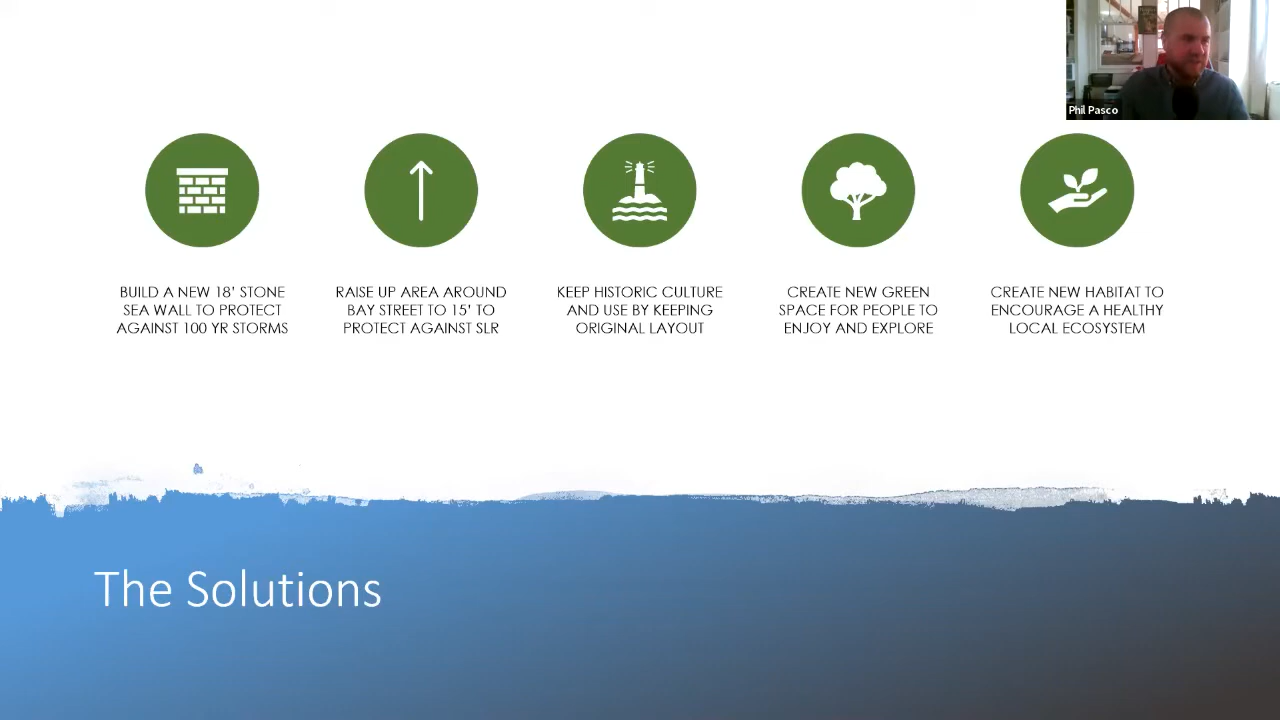 Phil Pasco
BUILD A NEW 18' STONE
SEA WALL TO PROTECT
AGAINST 100 YR STORMS
RAISE UP AREA AROUND
BAY STREET TO 15' TO
PROTECT AGAINST SLR
KEEP HISTORIC CULTURE
AND USE BY KEEPING
ORIGINAL LAYOUT
CREATE NEW GREEN
SPACE FOR PEOPLE TO
ENJOY AND EXPLORE
CREATE NEW HABITAT TO
ENCOURAGE A HEALTHY
LOCAL ECOSYSTEM
The Solutions